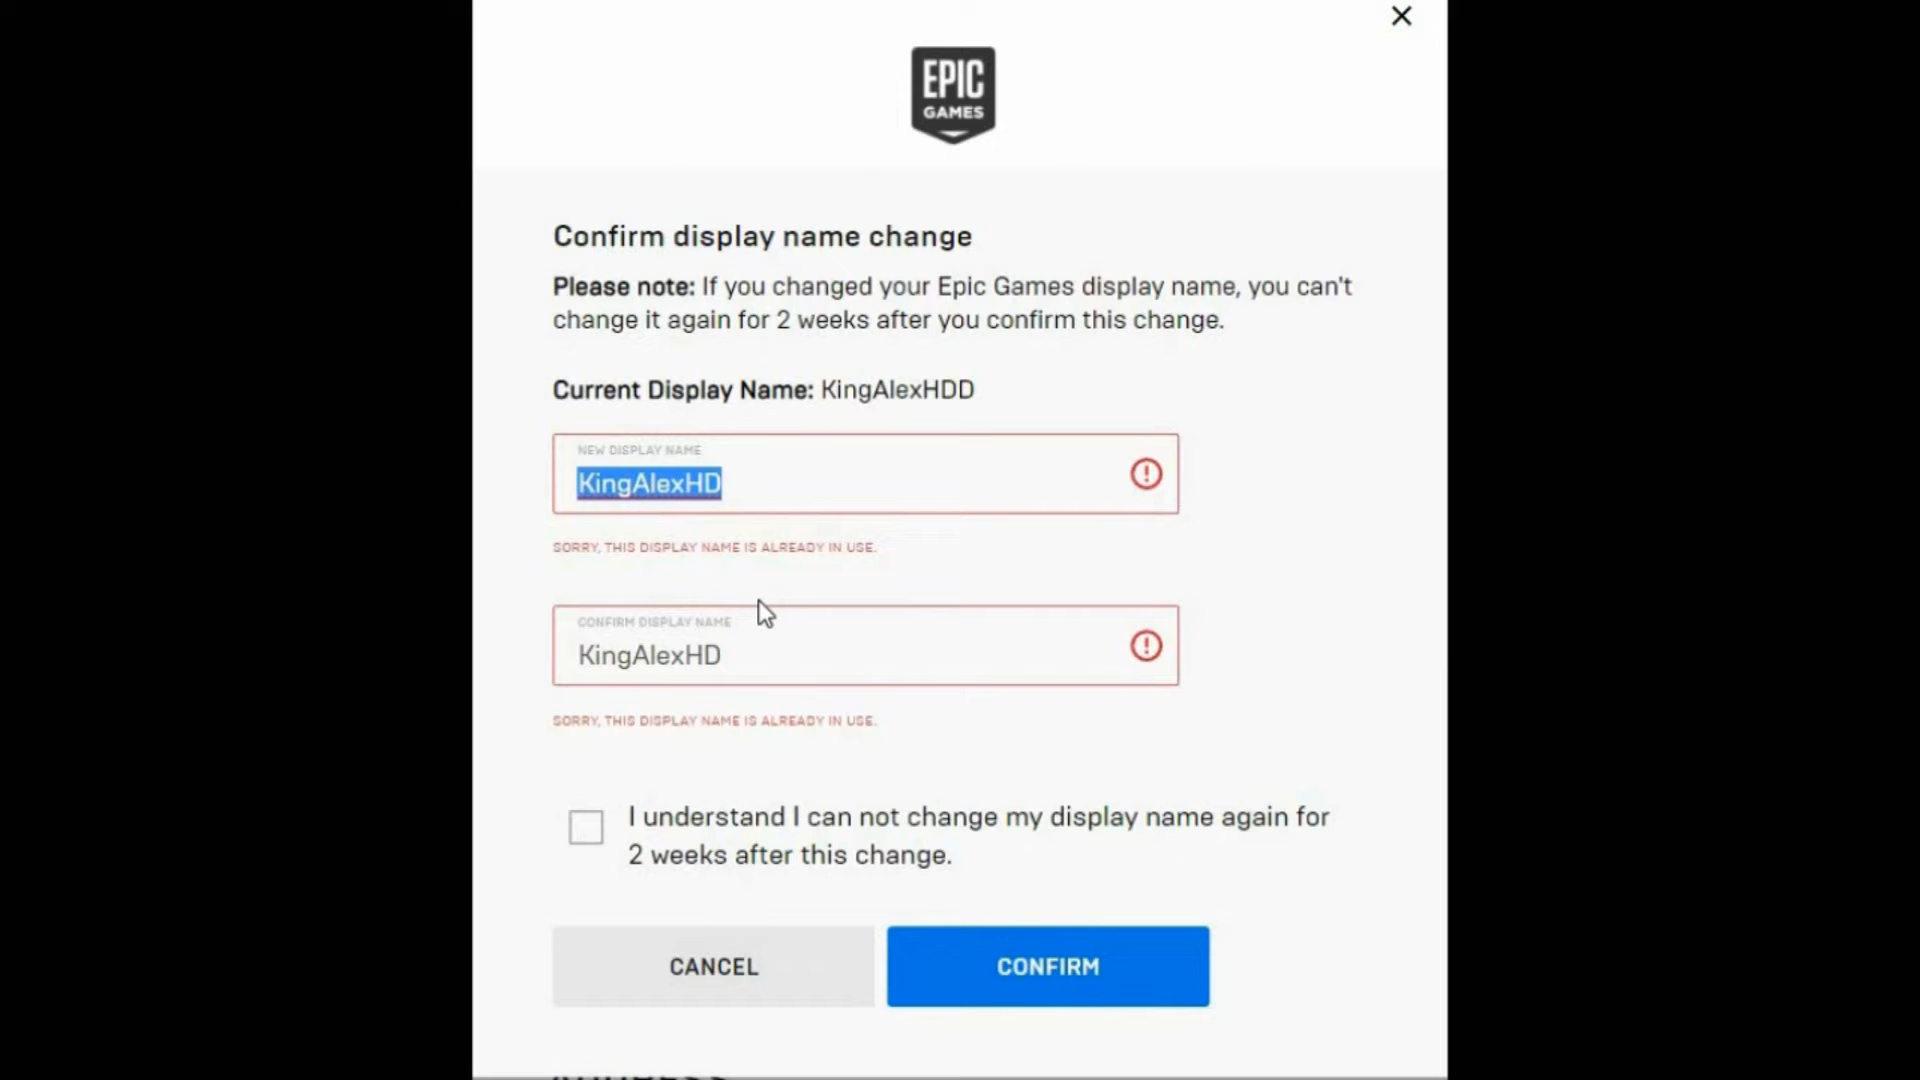 EPIC
GAMES
Confirm display name change
Please note: If you changed your Epic Games display name, you can't
change it again for 2 weeks after you confirm this change.
Current Display Name: KingAlexHDD
NEW DISPLAY NAME
KingAlexHD
SORRY, THIS DISPLAY NAME IS ALREADY IN USE.
CONFIRM DISPLAY NAME
KingAlexHD
SORRY, THIS DISPLAY NAME IS ALREADY IN USE.
I understand I can not change my display name again for
2 weeks after this change.
CANCEL
CONFIRM